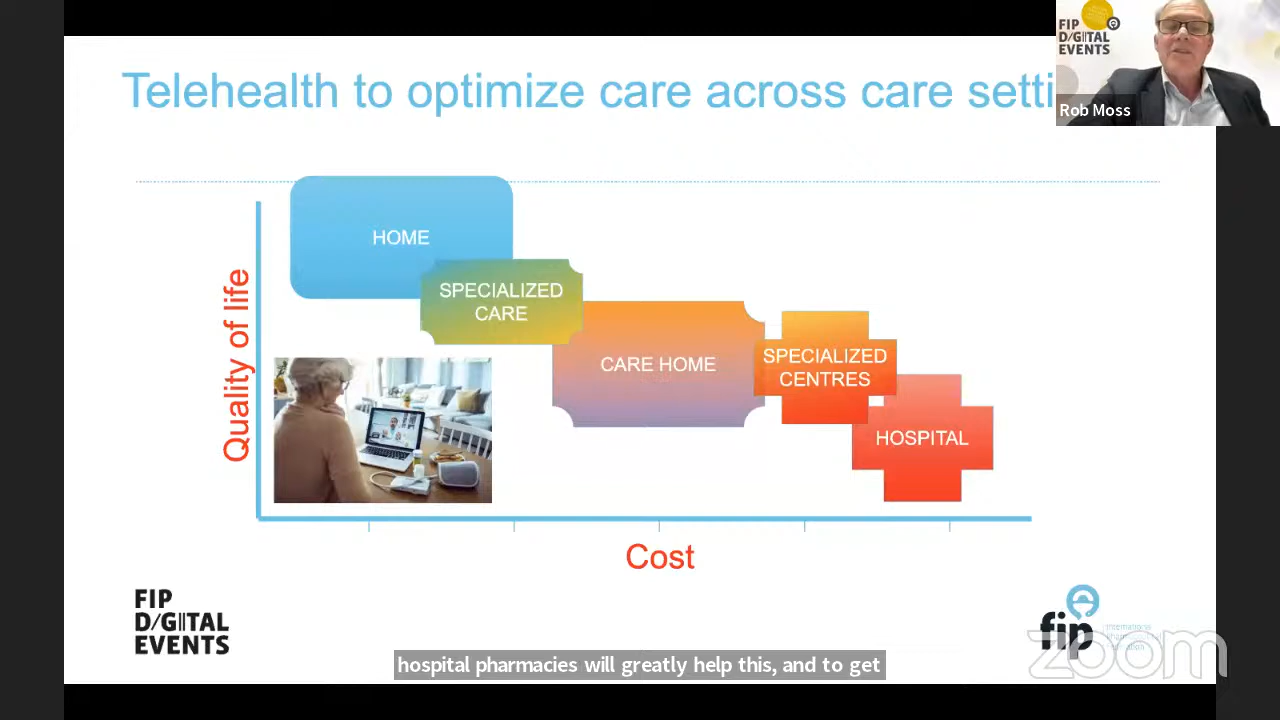 FIP
D/GITAL
EVENTS
Rob Moss
Telehealth to optimize care across care setti
HOME
SPECIALIZED
CARE
CARE HOME
SPECIALIZED
CENTRES
HOSPITAL
Quality of life
Cost
FIP
D/GITAL
EVENTS
fip
International
zoom
hospital pharmacies will greatly help this, and to get